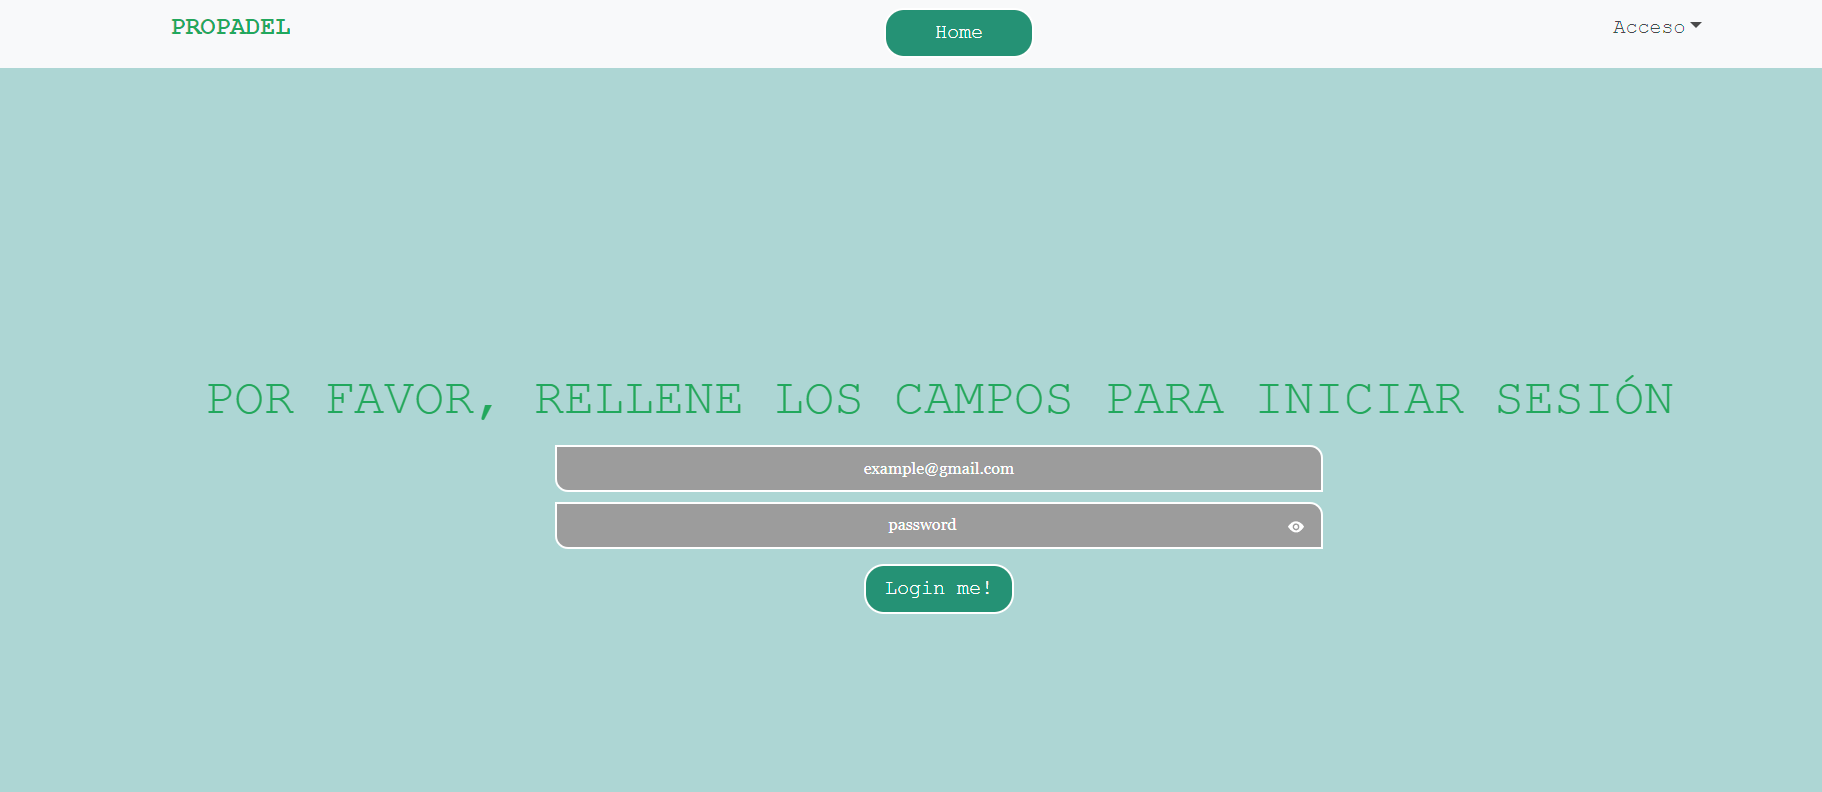 PROPADEL
Home
Acceso
POR FAVOR, RELLENE LOS CAMPOS PARA INICIAR SESIÓN
example@gmail.com
password
Login me!